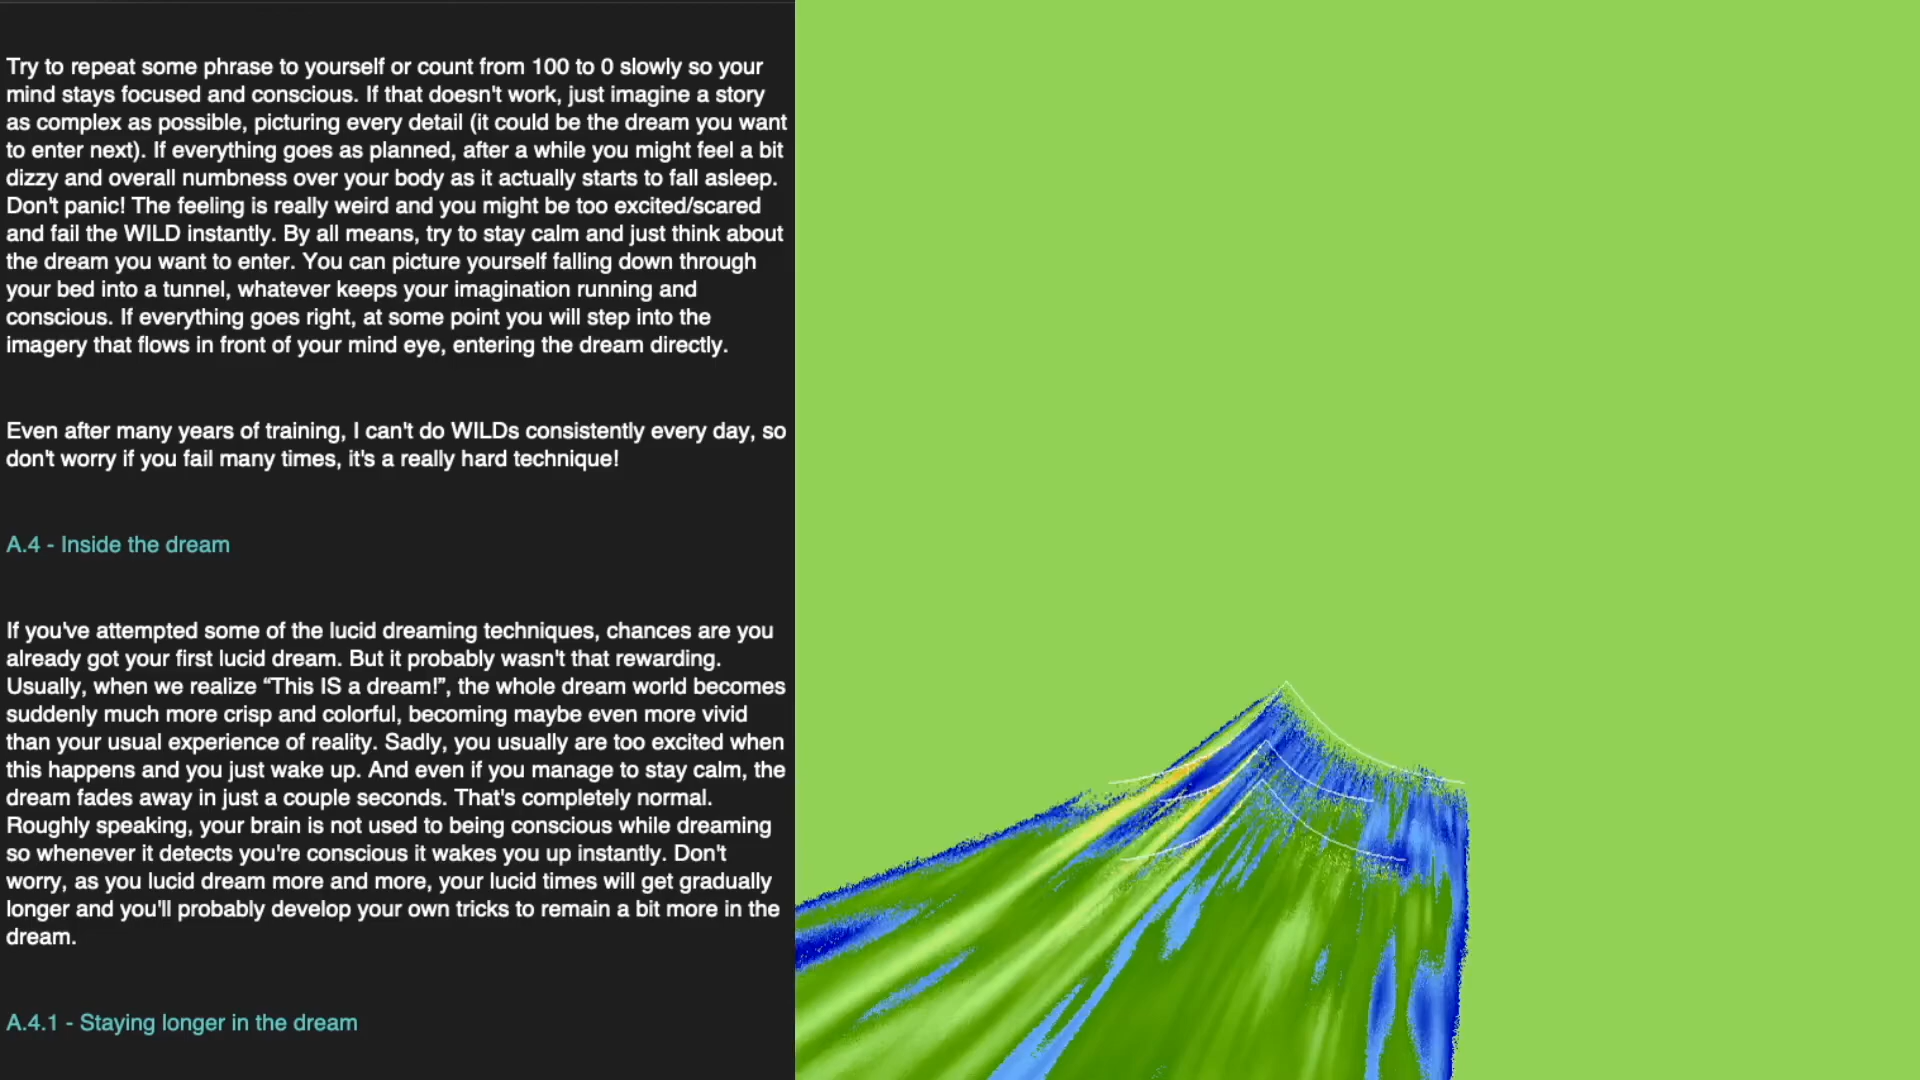 Try to repeat some phrase to yourself or count from 100 to 0 slowly so your
mind stays focused and conscious. If that doesn't work, just imagine a story
as complex as possible, picturing every detail (it could be the dream you want
to enter next). If everything goes as planned, after a while you might feel a bit
dizzy and overall numbness over your body as it actually starts to fall asleep.
Don't panic! The feeling is really weird and you might be too excited/scared
and fail the WILD instantly. By all means, try to stay calm and just think about
the dream you want to enter. You can picture yourself falling down through
your bed into a tunnel, whatever keeps your imagination running and
conscious. If everything goes right, at some point you will step into the
imagery that flows in front of your mind eye, entering the dream directly.
Even after many years of training, I can't do WILDs consistently every day, so
don't worry if you fail many times, it's a really hard technique!
A.4 - Inside the dream
If you've attempted some of the lucid dreaming techniques, chances are you
already got your first lucid dream. But it probably wasn't that rewarding.
Usually, when we realize “This IS a dream!”, the whole dream world becomes
suddenly much more crisp and colorful, becoming maybe even more vivid
than your usual experience of reality. Sadly, you usually are too excited when
this happens and you just wake up. And even if you manage to stay calm, the
dream fades away in just a couple seconds. That's completely normal.
Roughly speaking, your brain is not used to being conscious while dreaming
so whenever it detects you're conscious it wakes you up instantly. Don't
worry, as you lucid dream more and more, your lucid times will get gradually
longer and you'll probably develop your own tricks to remain a bit more in the
dream.
A.4.1 - Staying longer in the dream